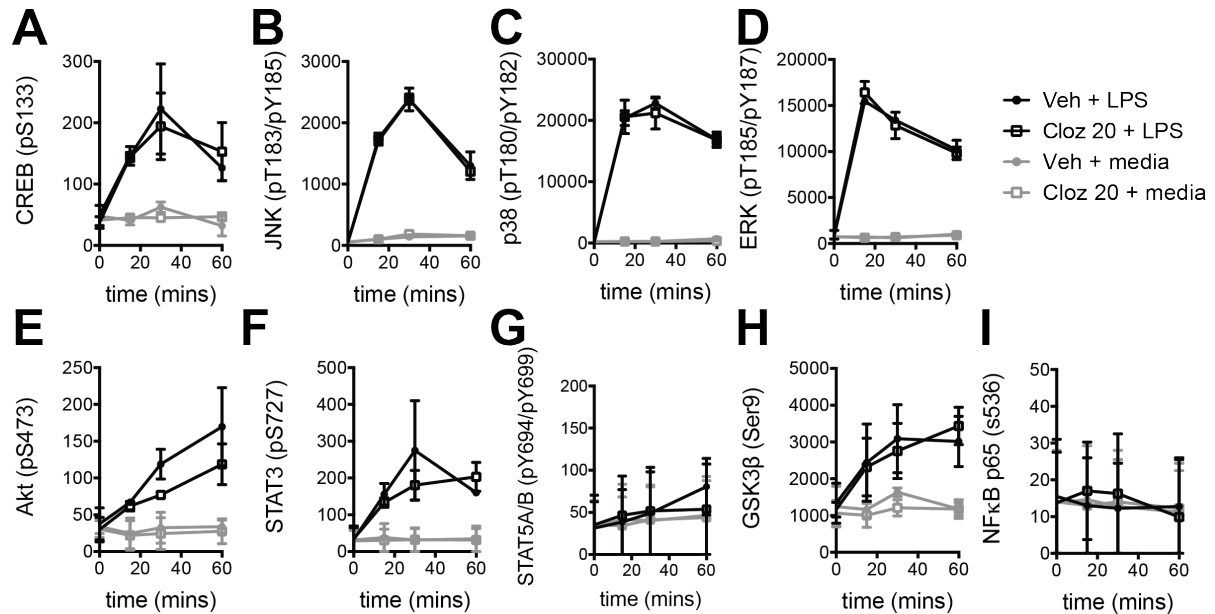 A
CREB (pS133)
300
200
100
0
0 20 40 60
time (mins)
B
JNK (pT183/pY185)
3000
2000
1000
0
0 20 40 60
time (mins)
C
p38 (pT180/pY182)
30000
20000
10000
0
0 20 40 60
time (mins)
D
ERK (pT185/pY187)
20000
15000
10000
5000
0
0 20 40 60
time (mins)
Veh + LPS
Cloz 20 + LPS
Veh + media
Cloz 20 + media
E
Akt (pS473)
250
200
150
100
50
0
0 20 40 60
time (mins)
F
STAT3 (pS727)
500
400
300
200
100
0
0 20 40 60
time (mins)
G
STAT5A/B (pY694/pY699)
200
150
100
50
0
0 20 40 60
time (mins)
H
GSK3β (Ser9)
5000
4000
3000
2000
1000
0
0 20 40 60
time (mins)
I
NFκB p65 (s536)
50
40
30
20
10
0
0 20 40 60
time (mins)